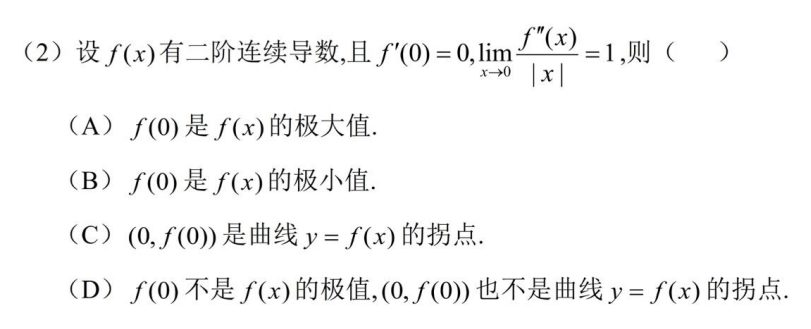 （2）设 f(x)有二阶连续导数,且 f′(0) = 0, lim_{x→0} f″(x)/|x| = 1,则（　　）
（A） f(0) 是 f(x) 的极大值.
（B） f(0) 是 f(x) 的极小值.
（C） (0, f(0)) 是曲线 y = f(x) 的拐点.
（D） f(0) 不是 f(x) 的极值, (0, f(0)) 也不是曲线 y = f(x) 的拐点.